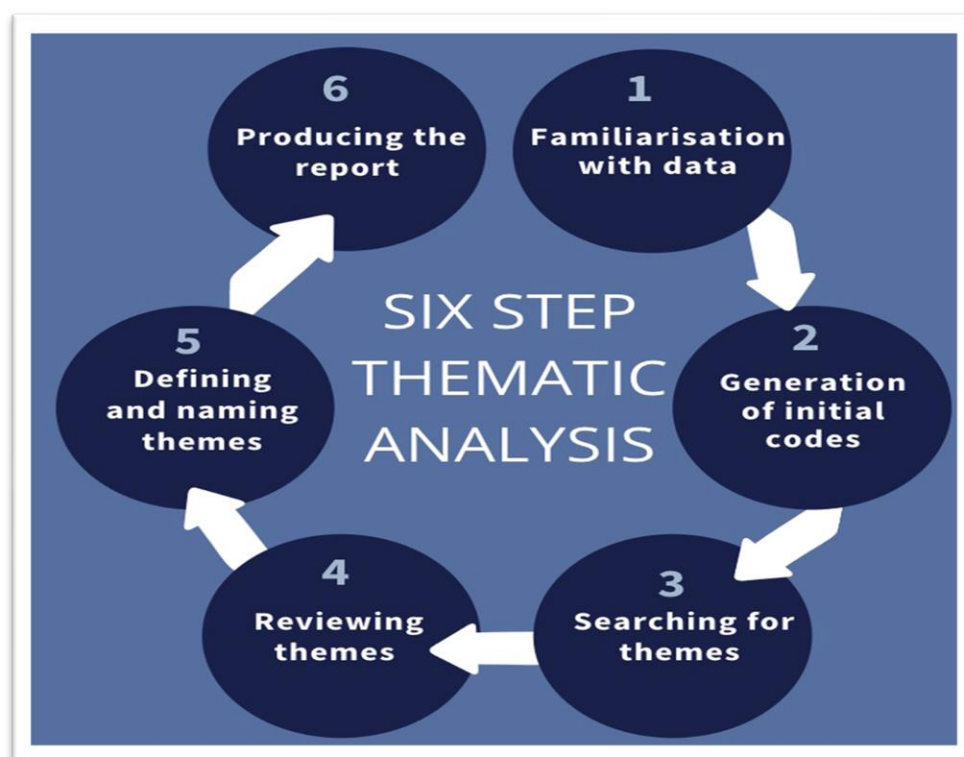 SIX STEP
THEMATIC
ANALYSIS
1
Familiarisation
with data
2
Generation
of initial
codes
3
Searching for
themes
4
Reviewing
themes
5
Defining
and naming
themes
6
Producing the
report